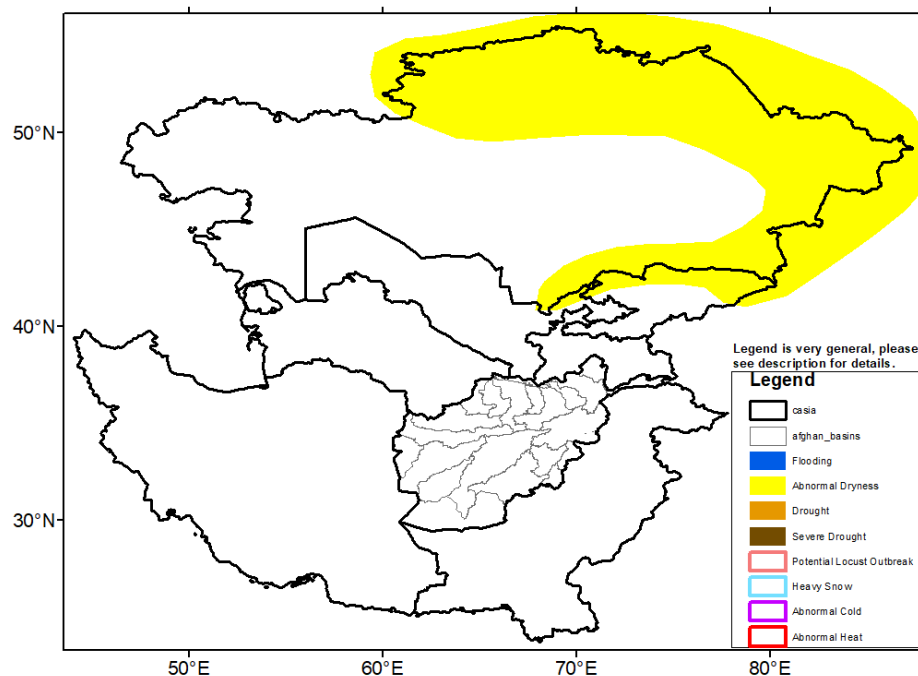 50°N
40°N
30°N
50°E
60°E
70°E
80°E
Legend is very general, please
see description for details.
Legend
casia
afghan_basins
Flooding
Abnormal Dryness
Drought
Severe Drought
Potential Locust Outbreak
Heavy Snow
Abnormal Cold
Abnormal Heat